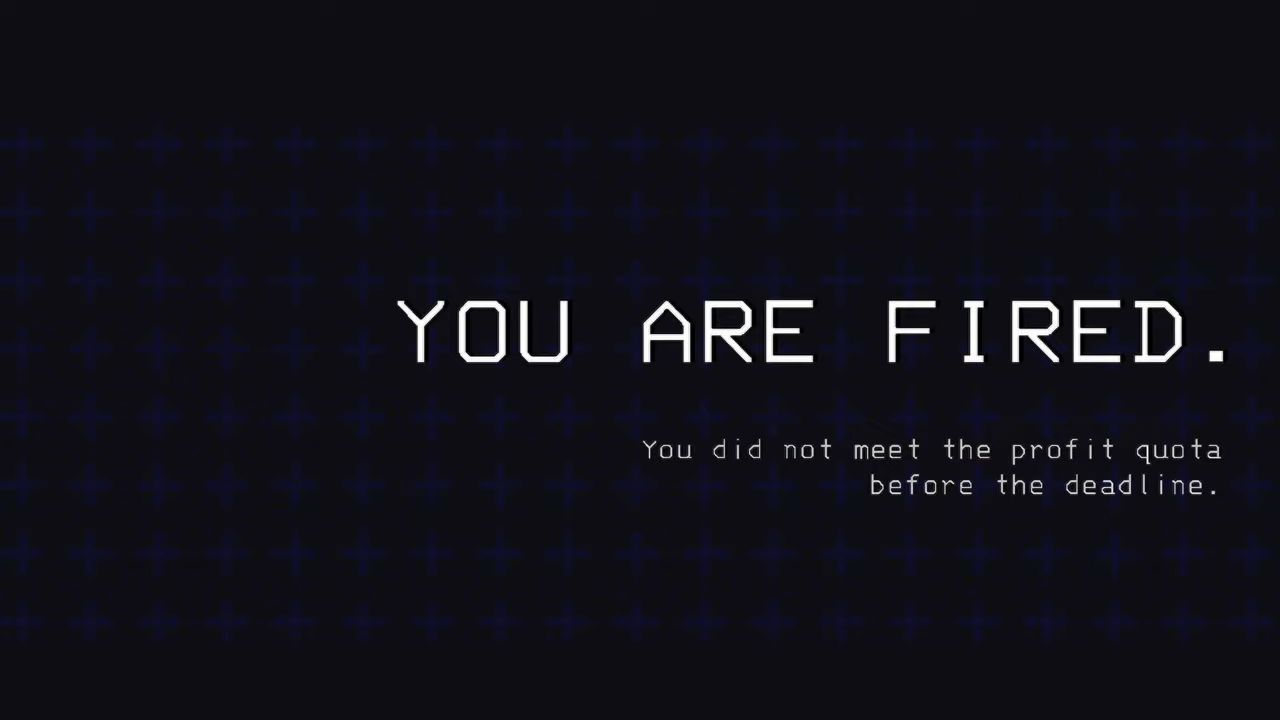 YOU ARE FIRED.
You did not meet the profit quota
before the deadline.